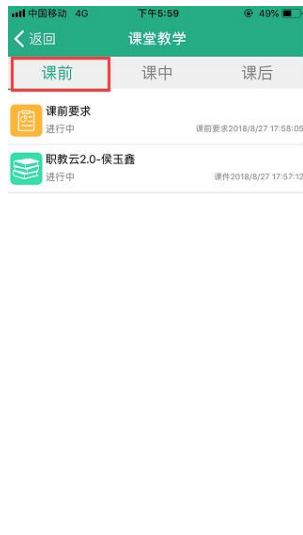 中国移动 4G 下午5:59 49%
返回 课堂教学
课前 课中 课后
课前要求
进行中 课前要求2018/8/27 17:58:05
职教云2.0-侯玉鑫
进行中 课件2018/8/27 17:57:12